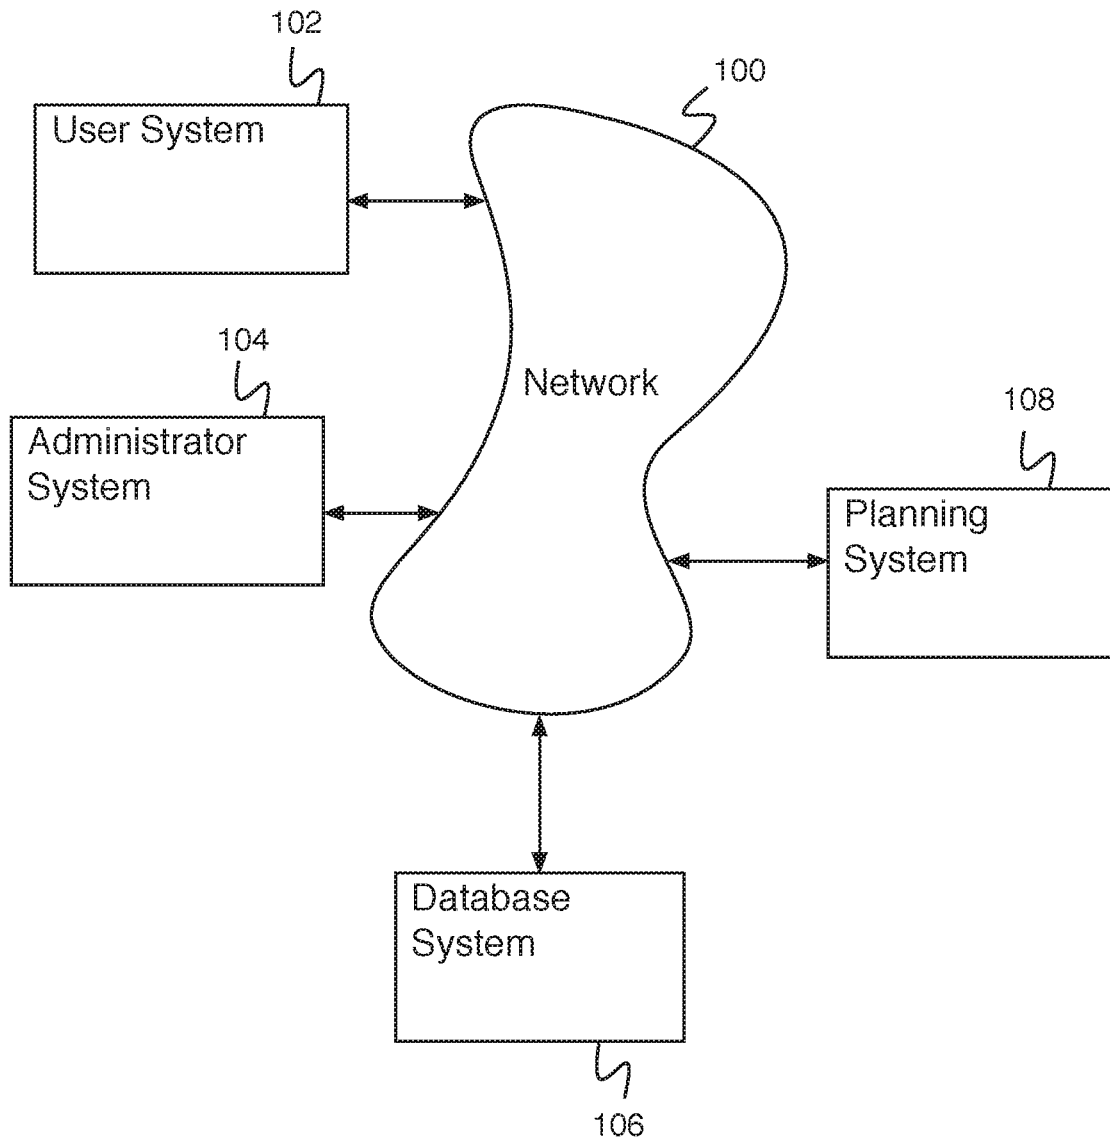 102
User System
100
104
Administrator
System
Network
108
Planning
System
Database
System
106